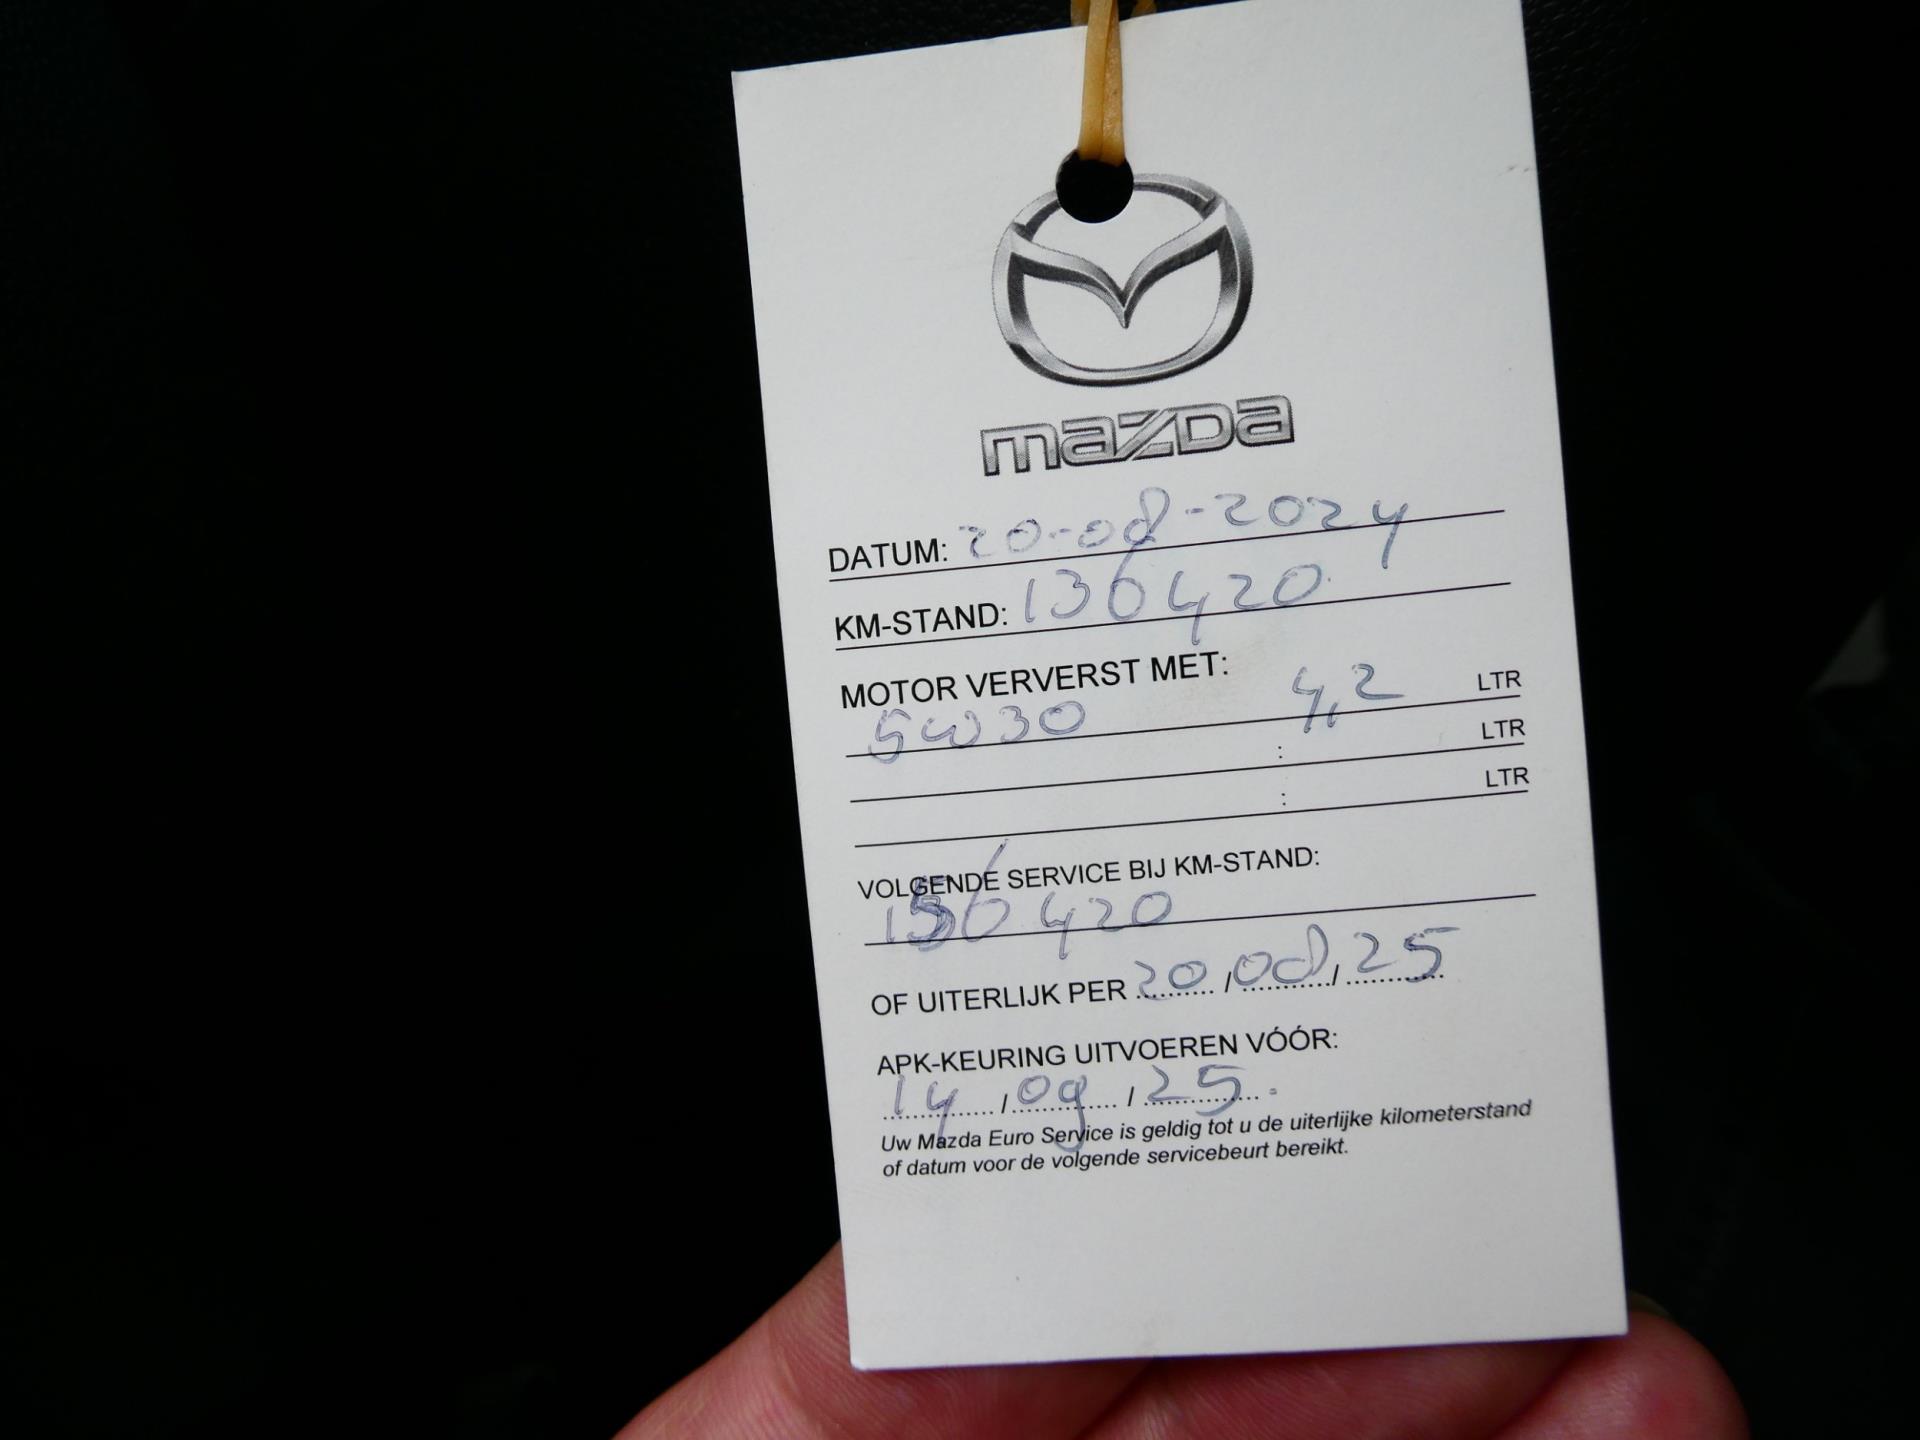 mazda
DATUM: 20-08-2024
KM-STAND: 136420
MOTOR VERVERST MET:
5W30 4,2 LTR
: LTR
: LTR
VOLGENDE SERVICE BIJ KM-STAND:
156420
OF UITERLIJK PER 20/08/25
APK-KEURING UITVOEREN VÓÓR:
14/09/25.
Uw Mazda Euro Service is geldig tot u de uiterlijke kilometerstand
of datum voor de volgende servicebeurt bereikt.